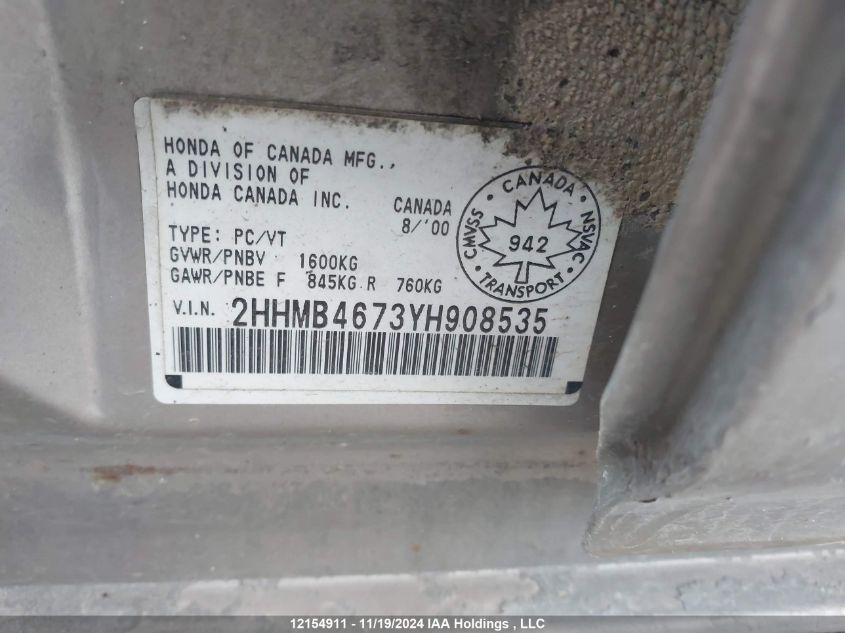 HONDA OF CANADA MFG.,
A DIVISION OF
HONDA CANADA INC.
CANADA
8/'00
TYPE: PC/VT
GVWR/PNBV 1600KG
GAWR/PNBE F 845KG R 760KG
V.I.N. 2HHMB4673YH908535
CANADA
CMVSS
NSVAC
942
TRANSPORT
12154911 - 11/19/2024 IAA Holdings , LLC